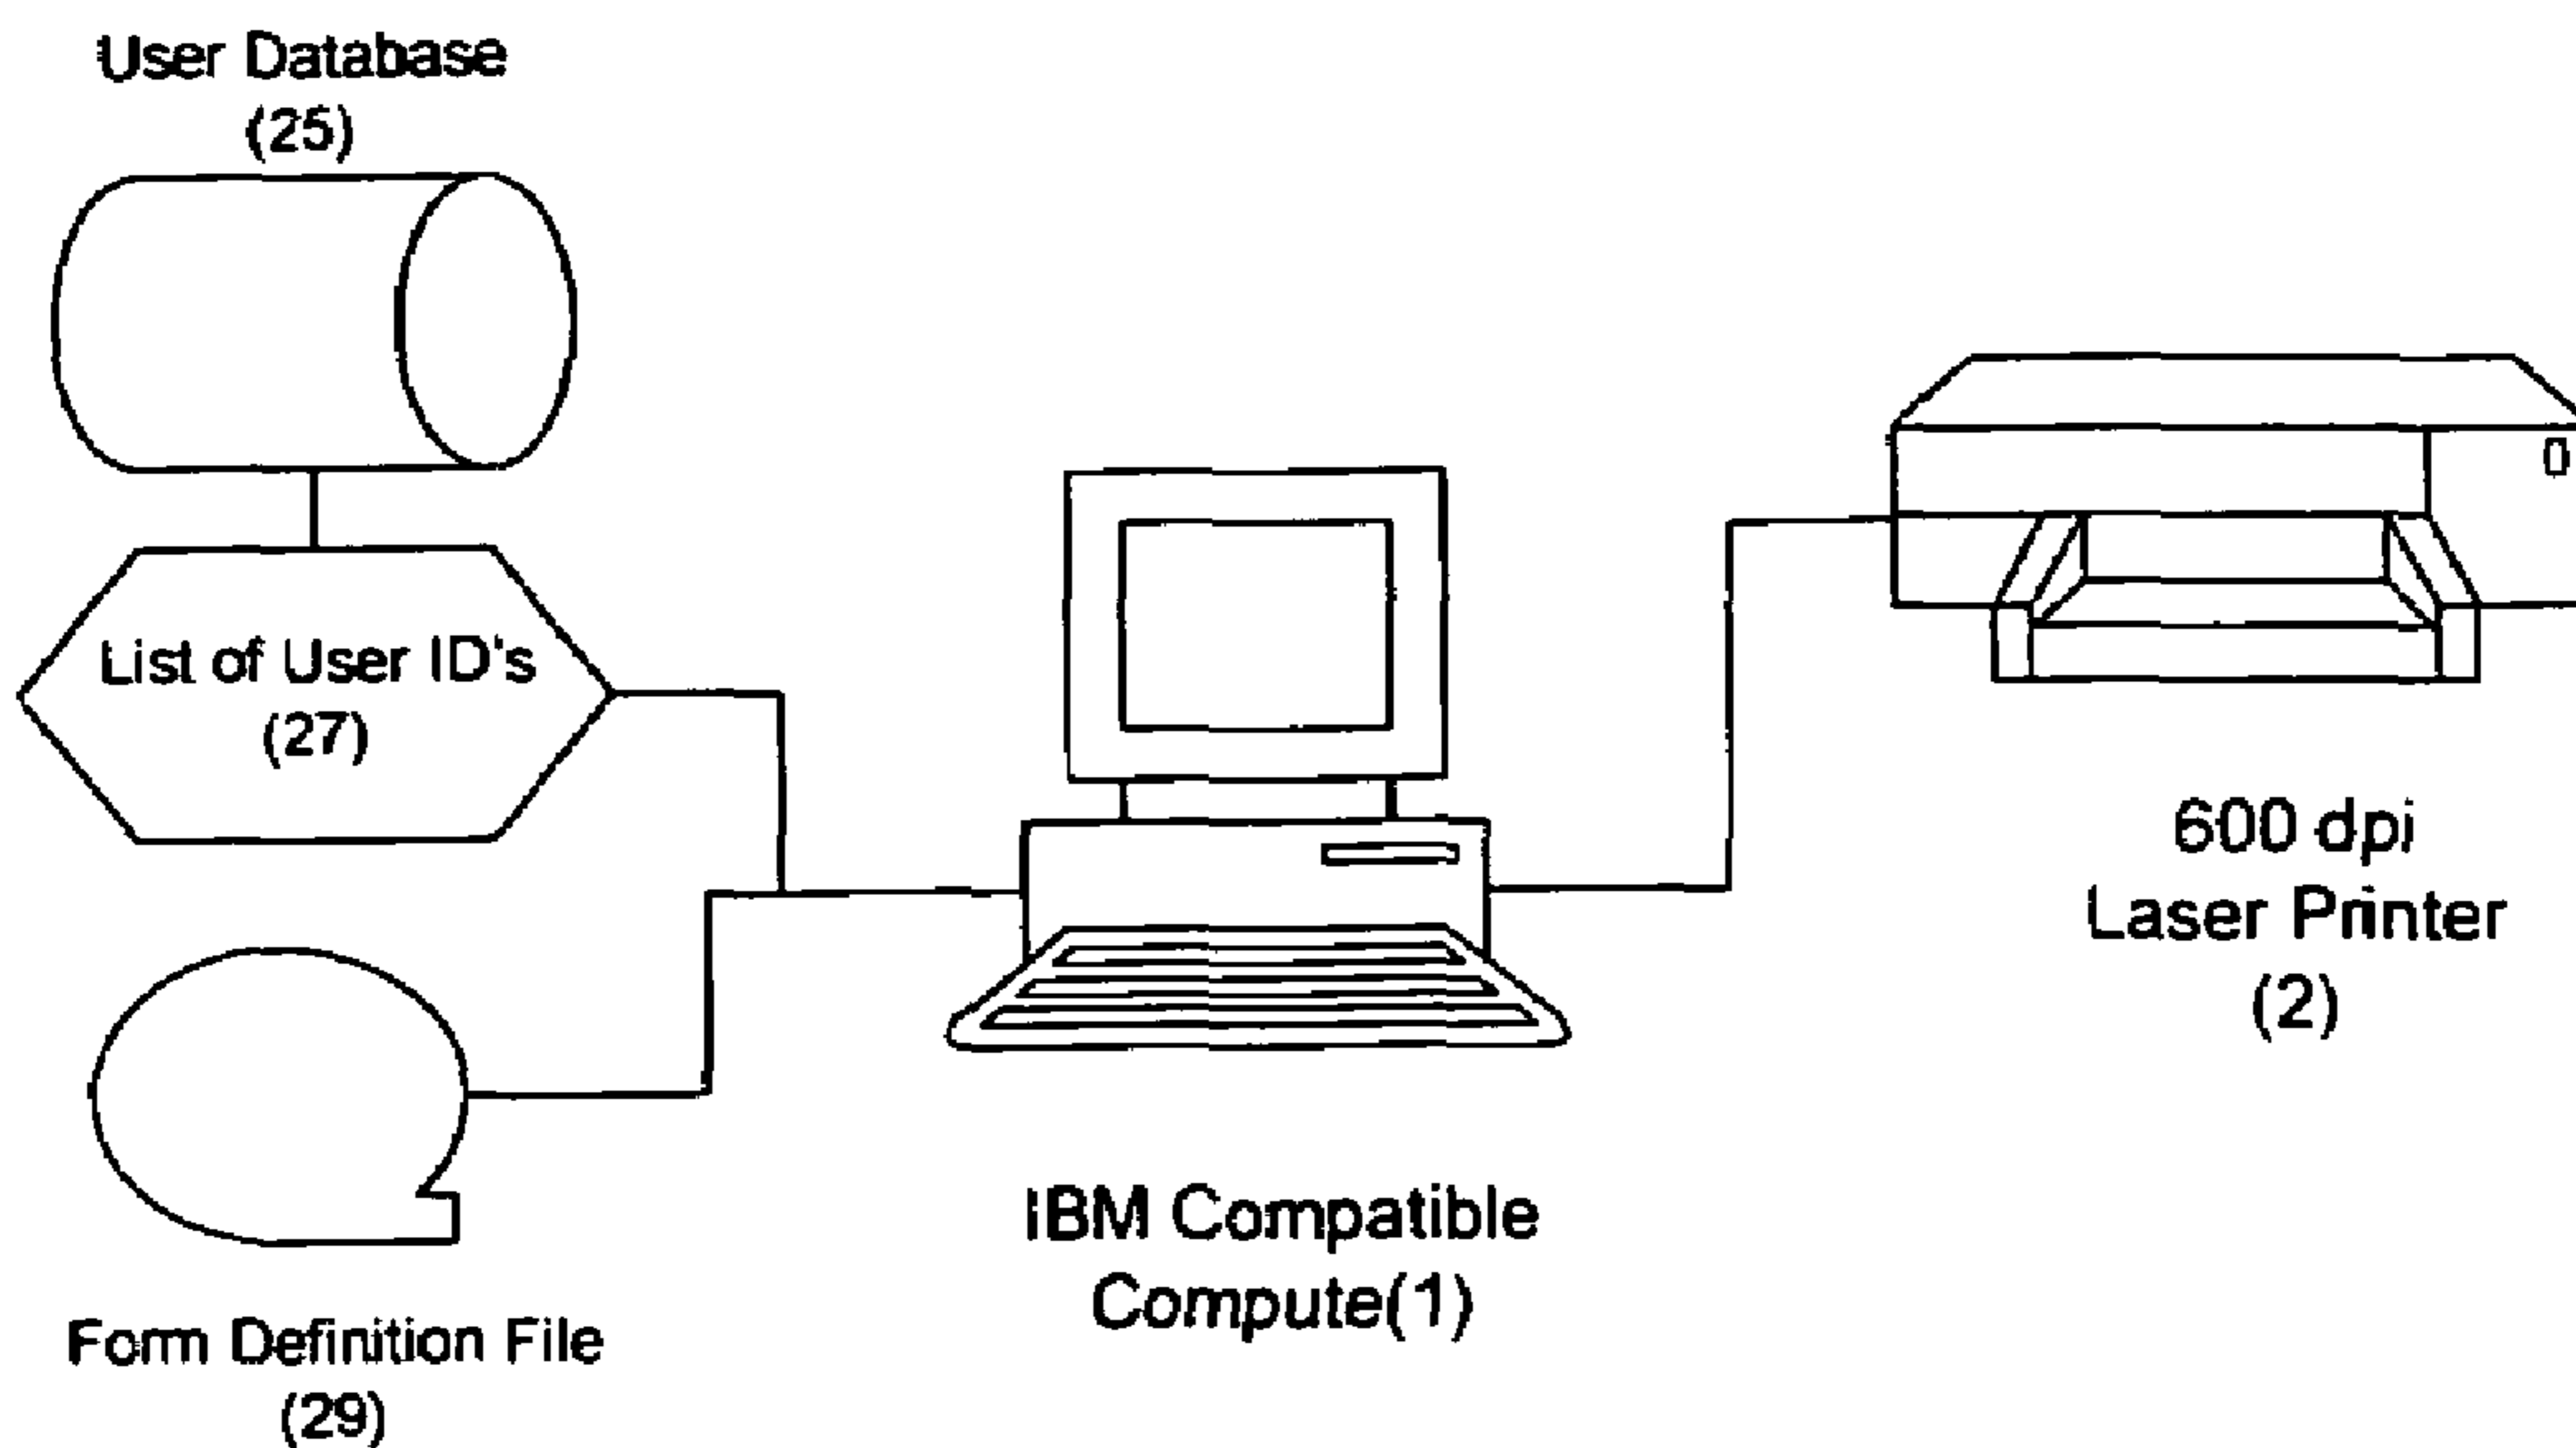 User Database
(25)
List of User ID's
(27)
Form Definition File
(29)
IBM Compatible
Compute(1)
600 dpi
Laser Printer
(2)